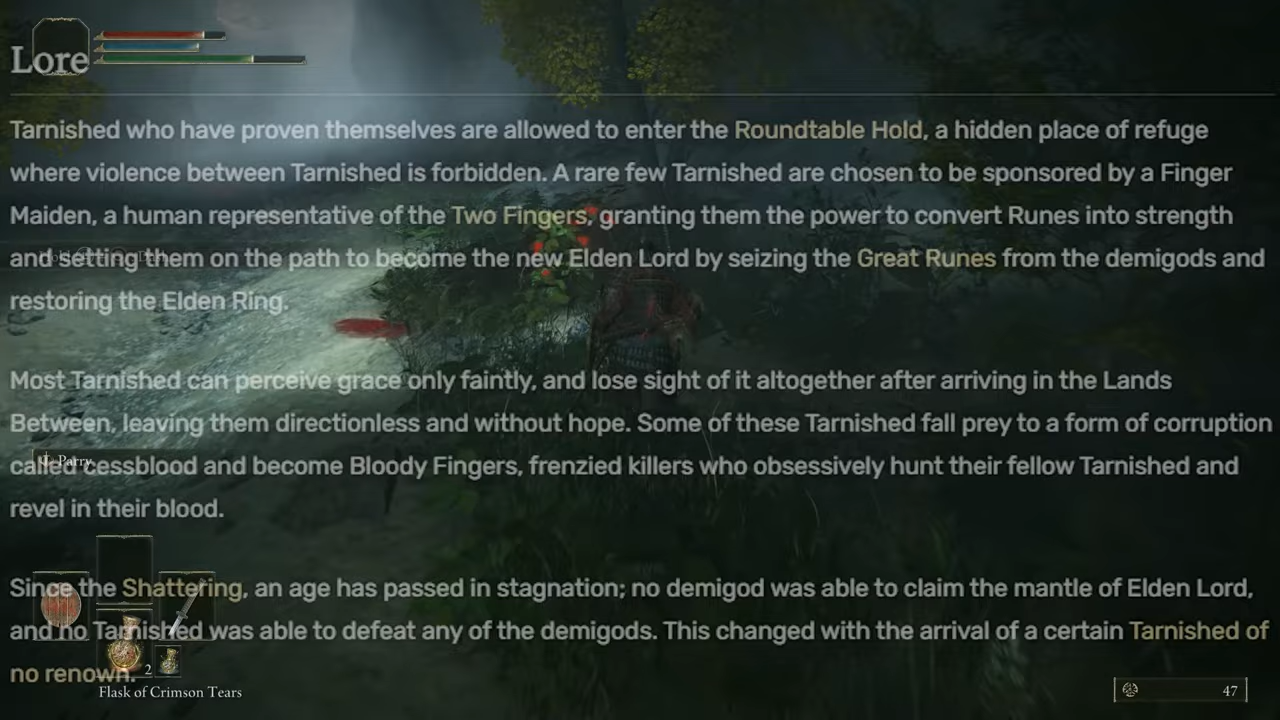 Lore
Tarnished who have proven themselves are allowed to enter the Roundtable Hold, a hidden place of refuge
where violence between Tarnished is forbidden. A rare few Tarnished are chosen to be sponsored by a Finger
Maiden, a human representative of the Two Fingers, granting them the power to convert Runes into strength
and setting them on the path to become the new Elden Lord by seizing the Great Runes from the demigods and
restoring the Elden Ring.
Most Tarnished can perceive grace only faintly, and lose sight of it altogether after arriving in the Lands
Between, leaving them directionless and without hope. Some of these Tarnished fall prey to a form of corruption
called cessblood and become Bloody Fingers, frenzied killers who obsessively hunt their fellow Tarnished and
Parry
revel in their blood.
Since the Shattering, an age has passed in stagnation; no demigod was able to claim the mantle of Elden Lord,
and no Tarnished was able to defeat any of the demigods. This changed with the arrival of a certain Tarnished of
no renown.
2
Flask of Crimson Tears
47